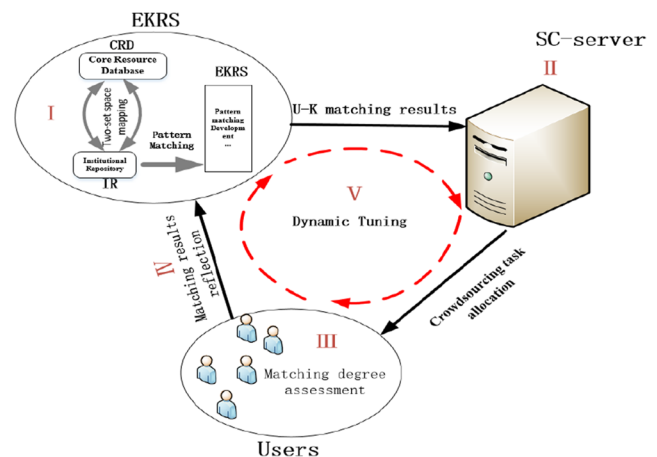 EKRS
CRD
Core Resource
Database
I
Two-set space
mapping
Institutional
Repository
IR
Pattern
Matching
EKRS
Pattern
matching
Develepm
ent
...
U-K matching results
SC-server
II
V
Dynamic Tuning
IV
Matching results
reflection
Crowdsourcing task
allocation
III
Matching degree
assessment
Users